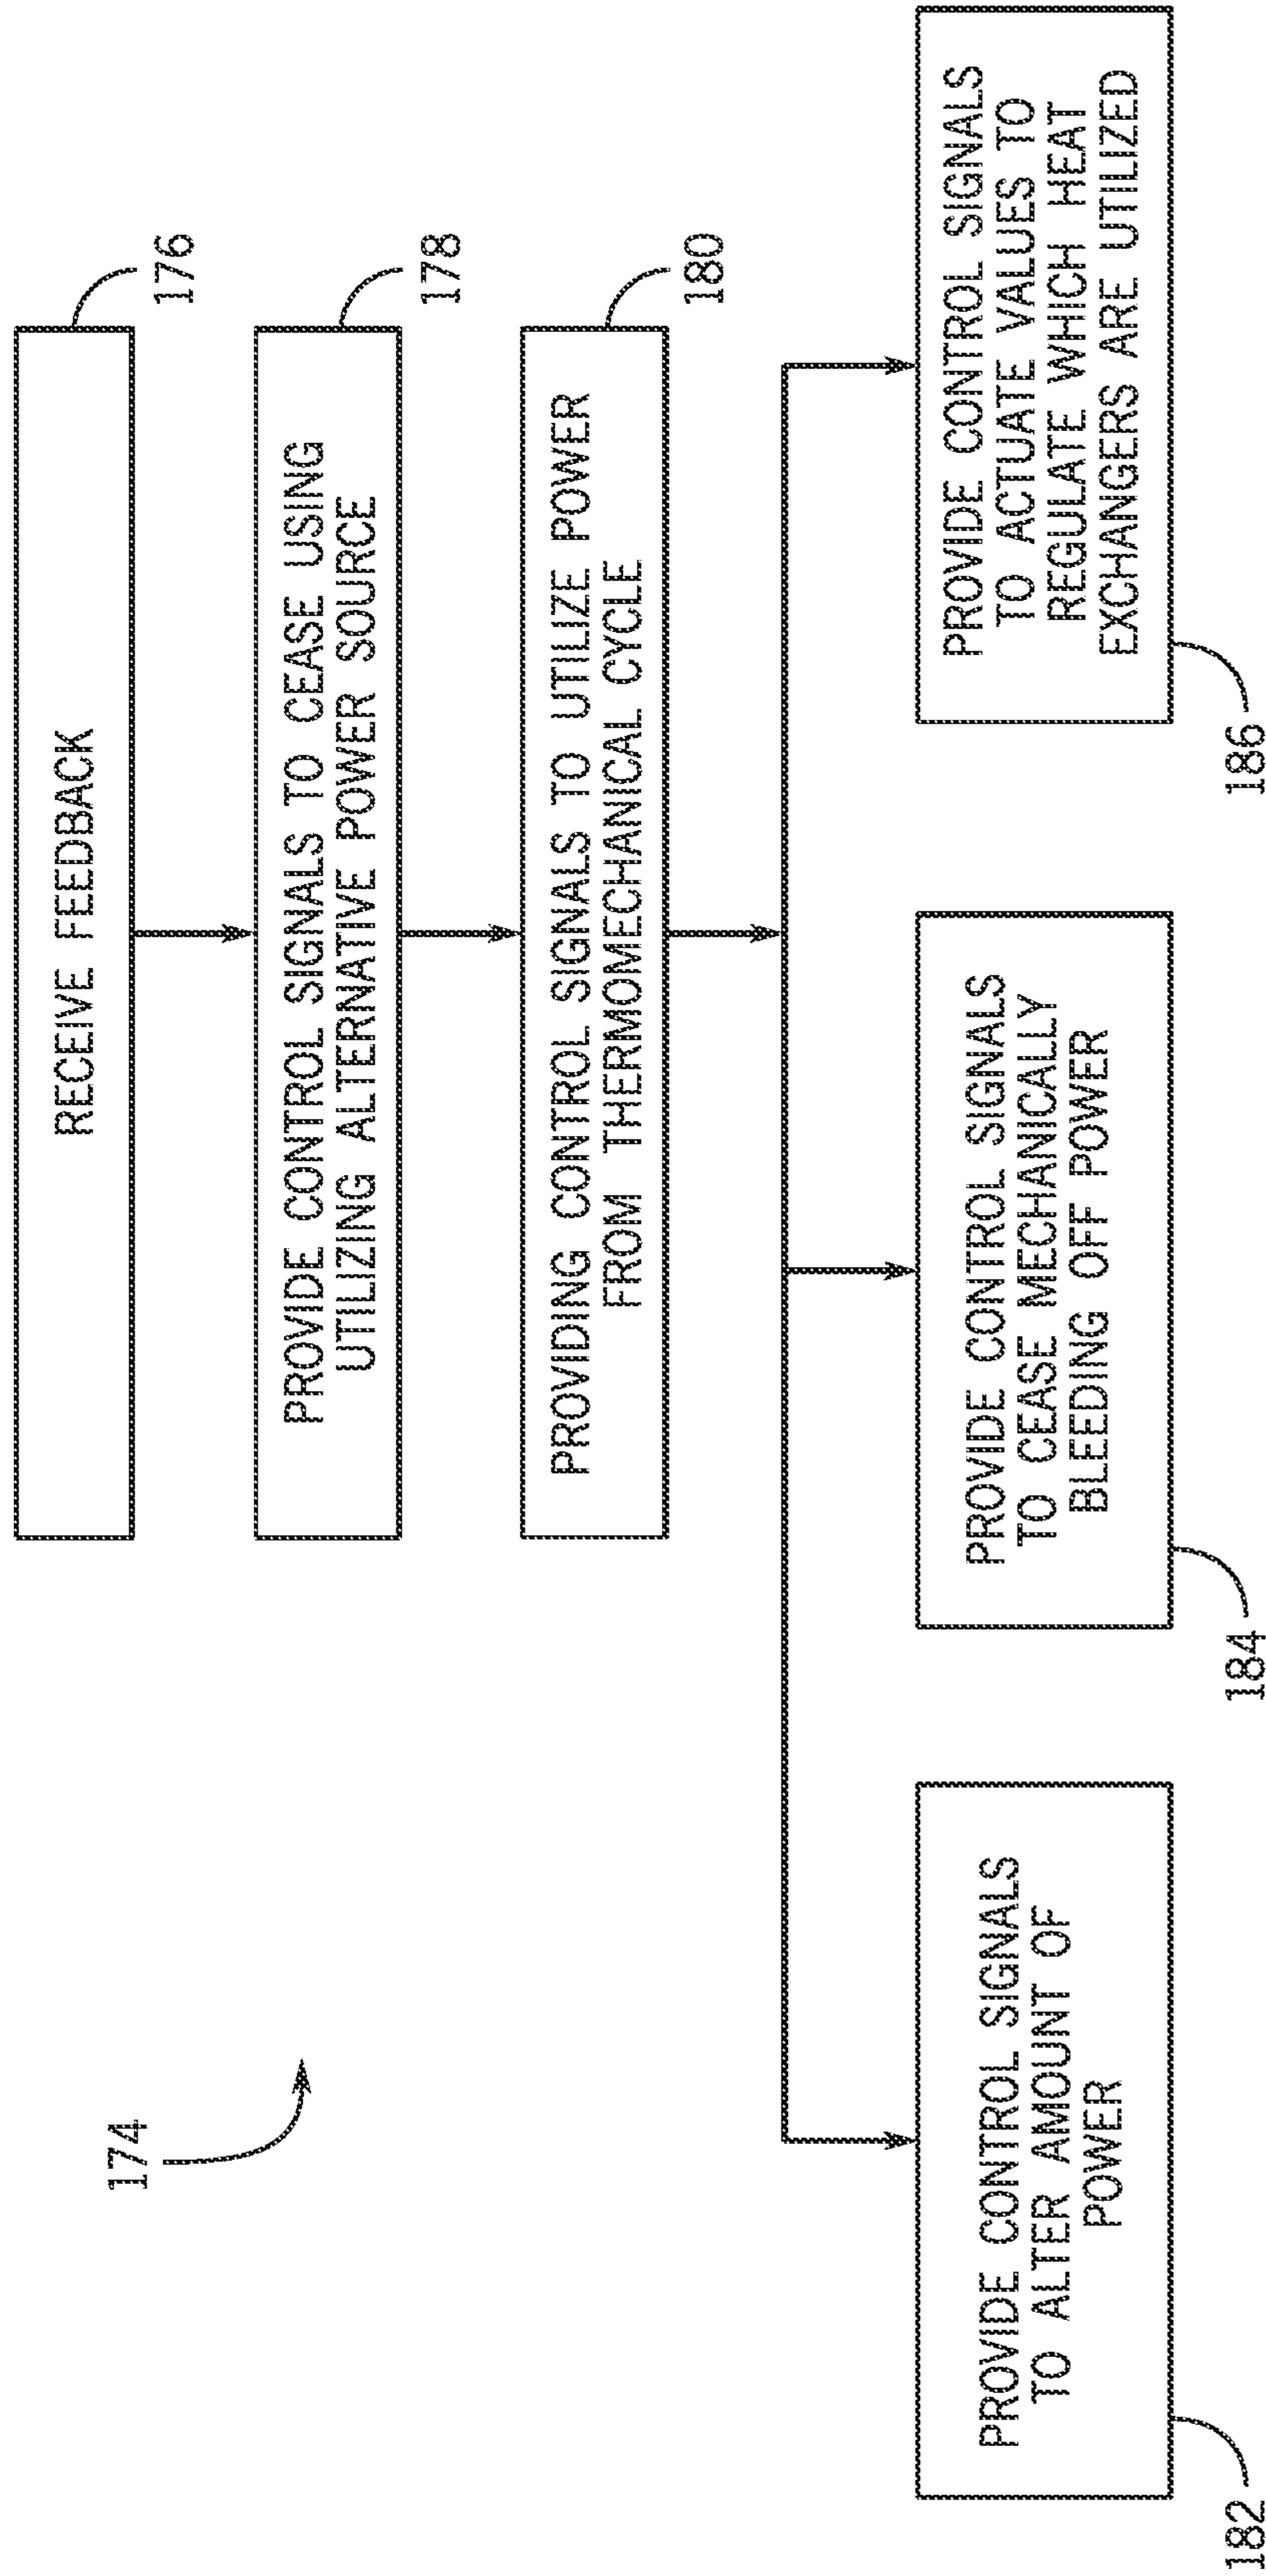 174
RECEIVE FEEDBACK
176
PROVIDE CONTROL SIGNALS TO CEASE USING
UTILIZING ALTERNATIVE POWER SOURCE
178
PROVIDING CONTROL SIGNALS TO UTILIZE POWER
FROM THERMOMECHANICAL CYCLE
180
PROVIDE CONTROL SIGNALS
TO ALTER AMOUNT OF
POWER
182
PROVIDE CONTROL SIGNALS
TO CEASE MECHANICALLY
BLEEDING OFF POWER
184
PROVIDE CONTROL SIGNALS
TO ACTUATE VALUES TO
REGULATE WHICH HEAT
EXCHANGERS ARE UTILIZED
186